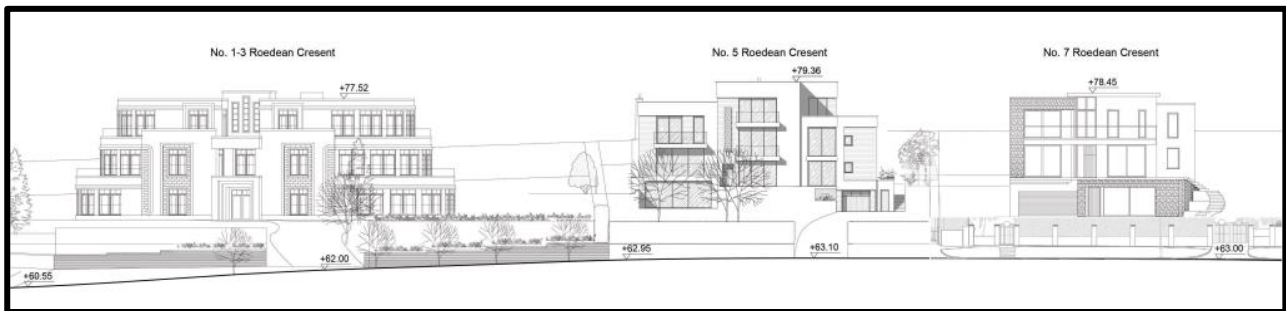 No. 1-3 Roedean Cresent
No. 5 Roedean Cresent
No. 7 Roedean Cresent
+77.52
+79.36
+78.45
+60.55
+62.00
+62.95
+63.10
+63.00